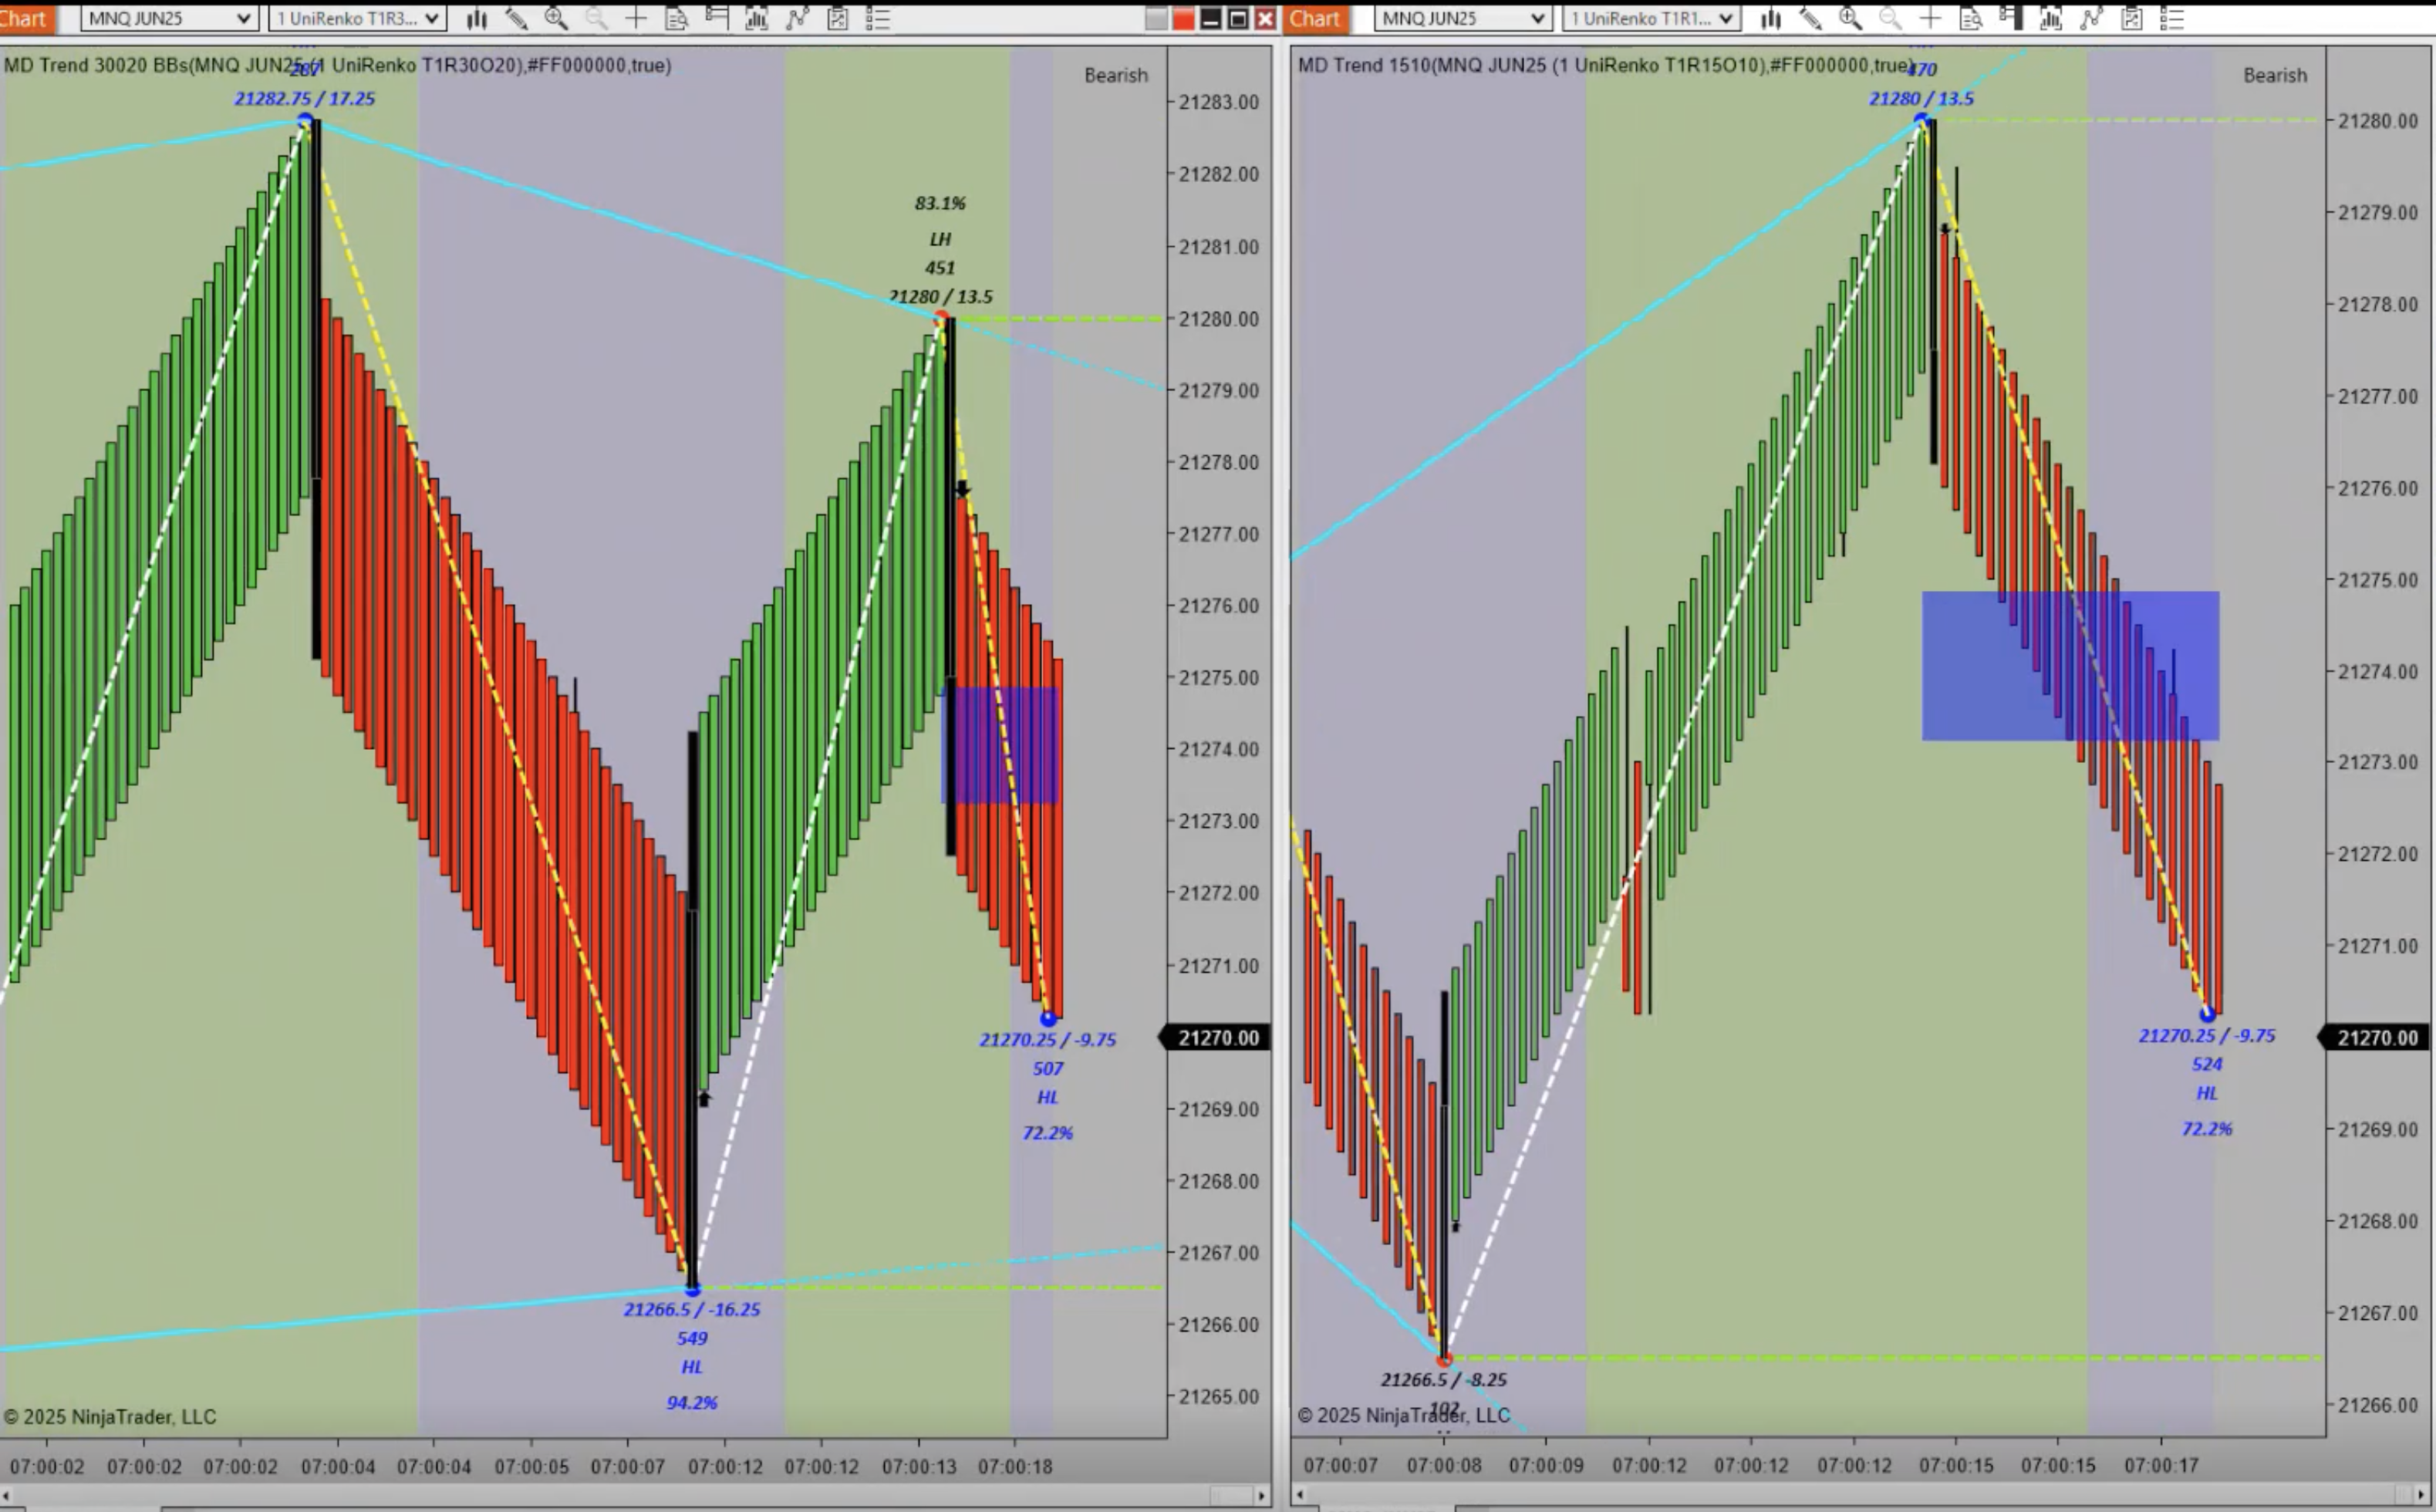 Chart
MNQ JUN25
1 UniRenko T1R3...
MD Trend 30020 BBs(MNQ JUN25 (1 UniRenko T1R30O20),#FF000000,true)
Bearish
287
21282.75 / 17.25
83.1%
LH
451
21280 / 13.5
21270.25 / -9.75
507
HL
72.2%
21266.5 / -16.25
549
HL
94.2%
21283.00
21282.00
21281.00
21280.00
21279.00
21278.00
21277.00
21276.00
21275.00
21274.00
21273.00
21272.00
21271.00
21270.00
21269.00
21268.00
21267.00
21266.00
21265.00
© 2025 NinjaTrader, LLC
07:00:02 07:00:02 07:00:02 07:00:04 07:00:04 07:00:05 07:00:07 07:00:12 07:00:12 07:00:13 07:00:18
Chart
MNQ JUN25
1 UniRenko T1R1...
MD Trend 1510(MNQ JUN25 (1 UniRenko T1R15O10),#FF000000,true)
Bearish
470
21280 / 13.5
21270.25 / -9.75
524
HL
72.2%
21266.5 / -8.25
102
21280.00
21279.00
21278.00
21277.00
21276.00
21275.00
21274.00
21273.00
21272.00
21271.00
21270.00
21269.00
21268.00
21267.00
21266.00
© 2025 NinjaTrader, LLC
07:00:07 07:00:08 07:00:09 07:00:12 07:00:12 07:00:12 07:00:15 07:00:15 07:00:17